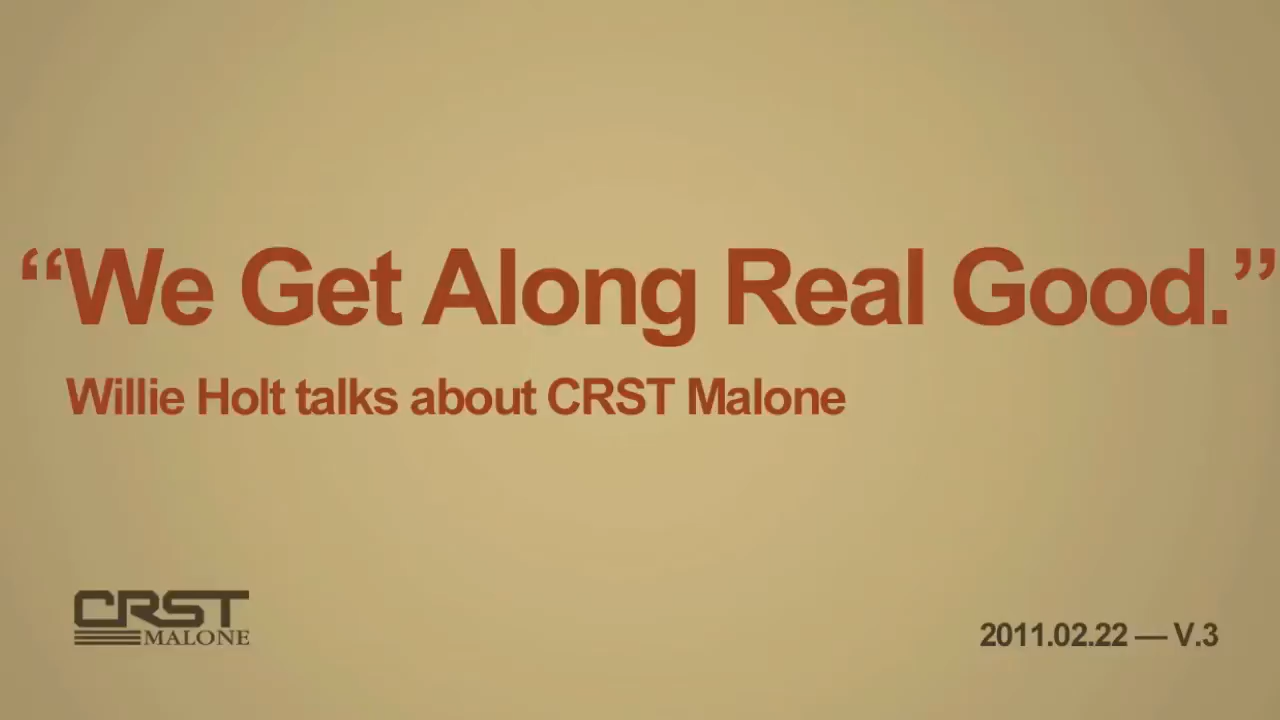 “We Get Along Real Good.”
Willie Holt talks about CRST Malone
CRST
MALONE
2011.02.22 — V.3